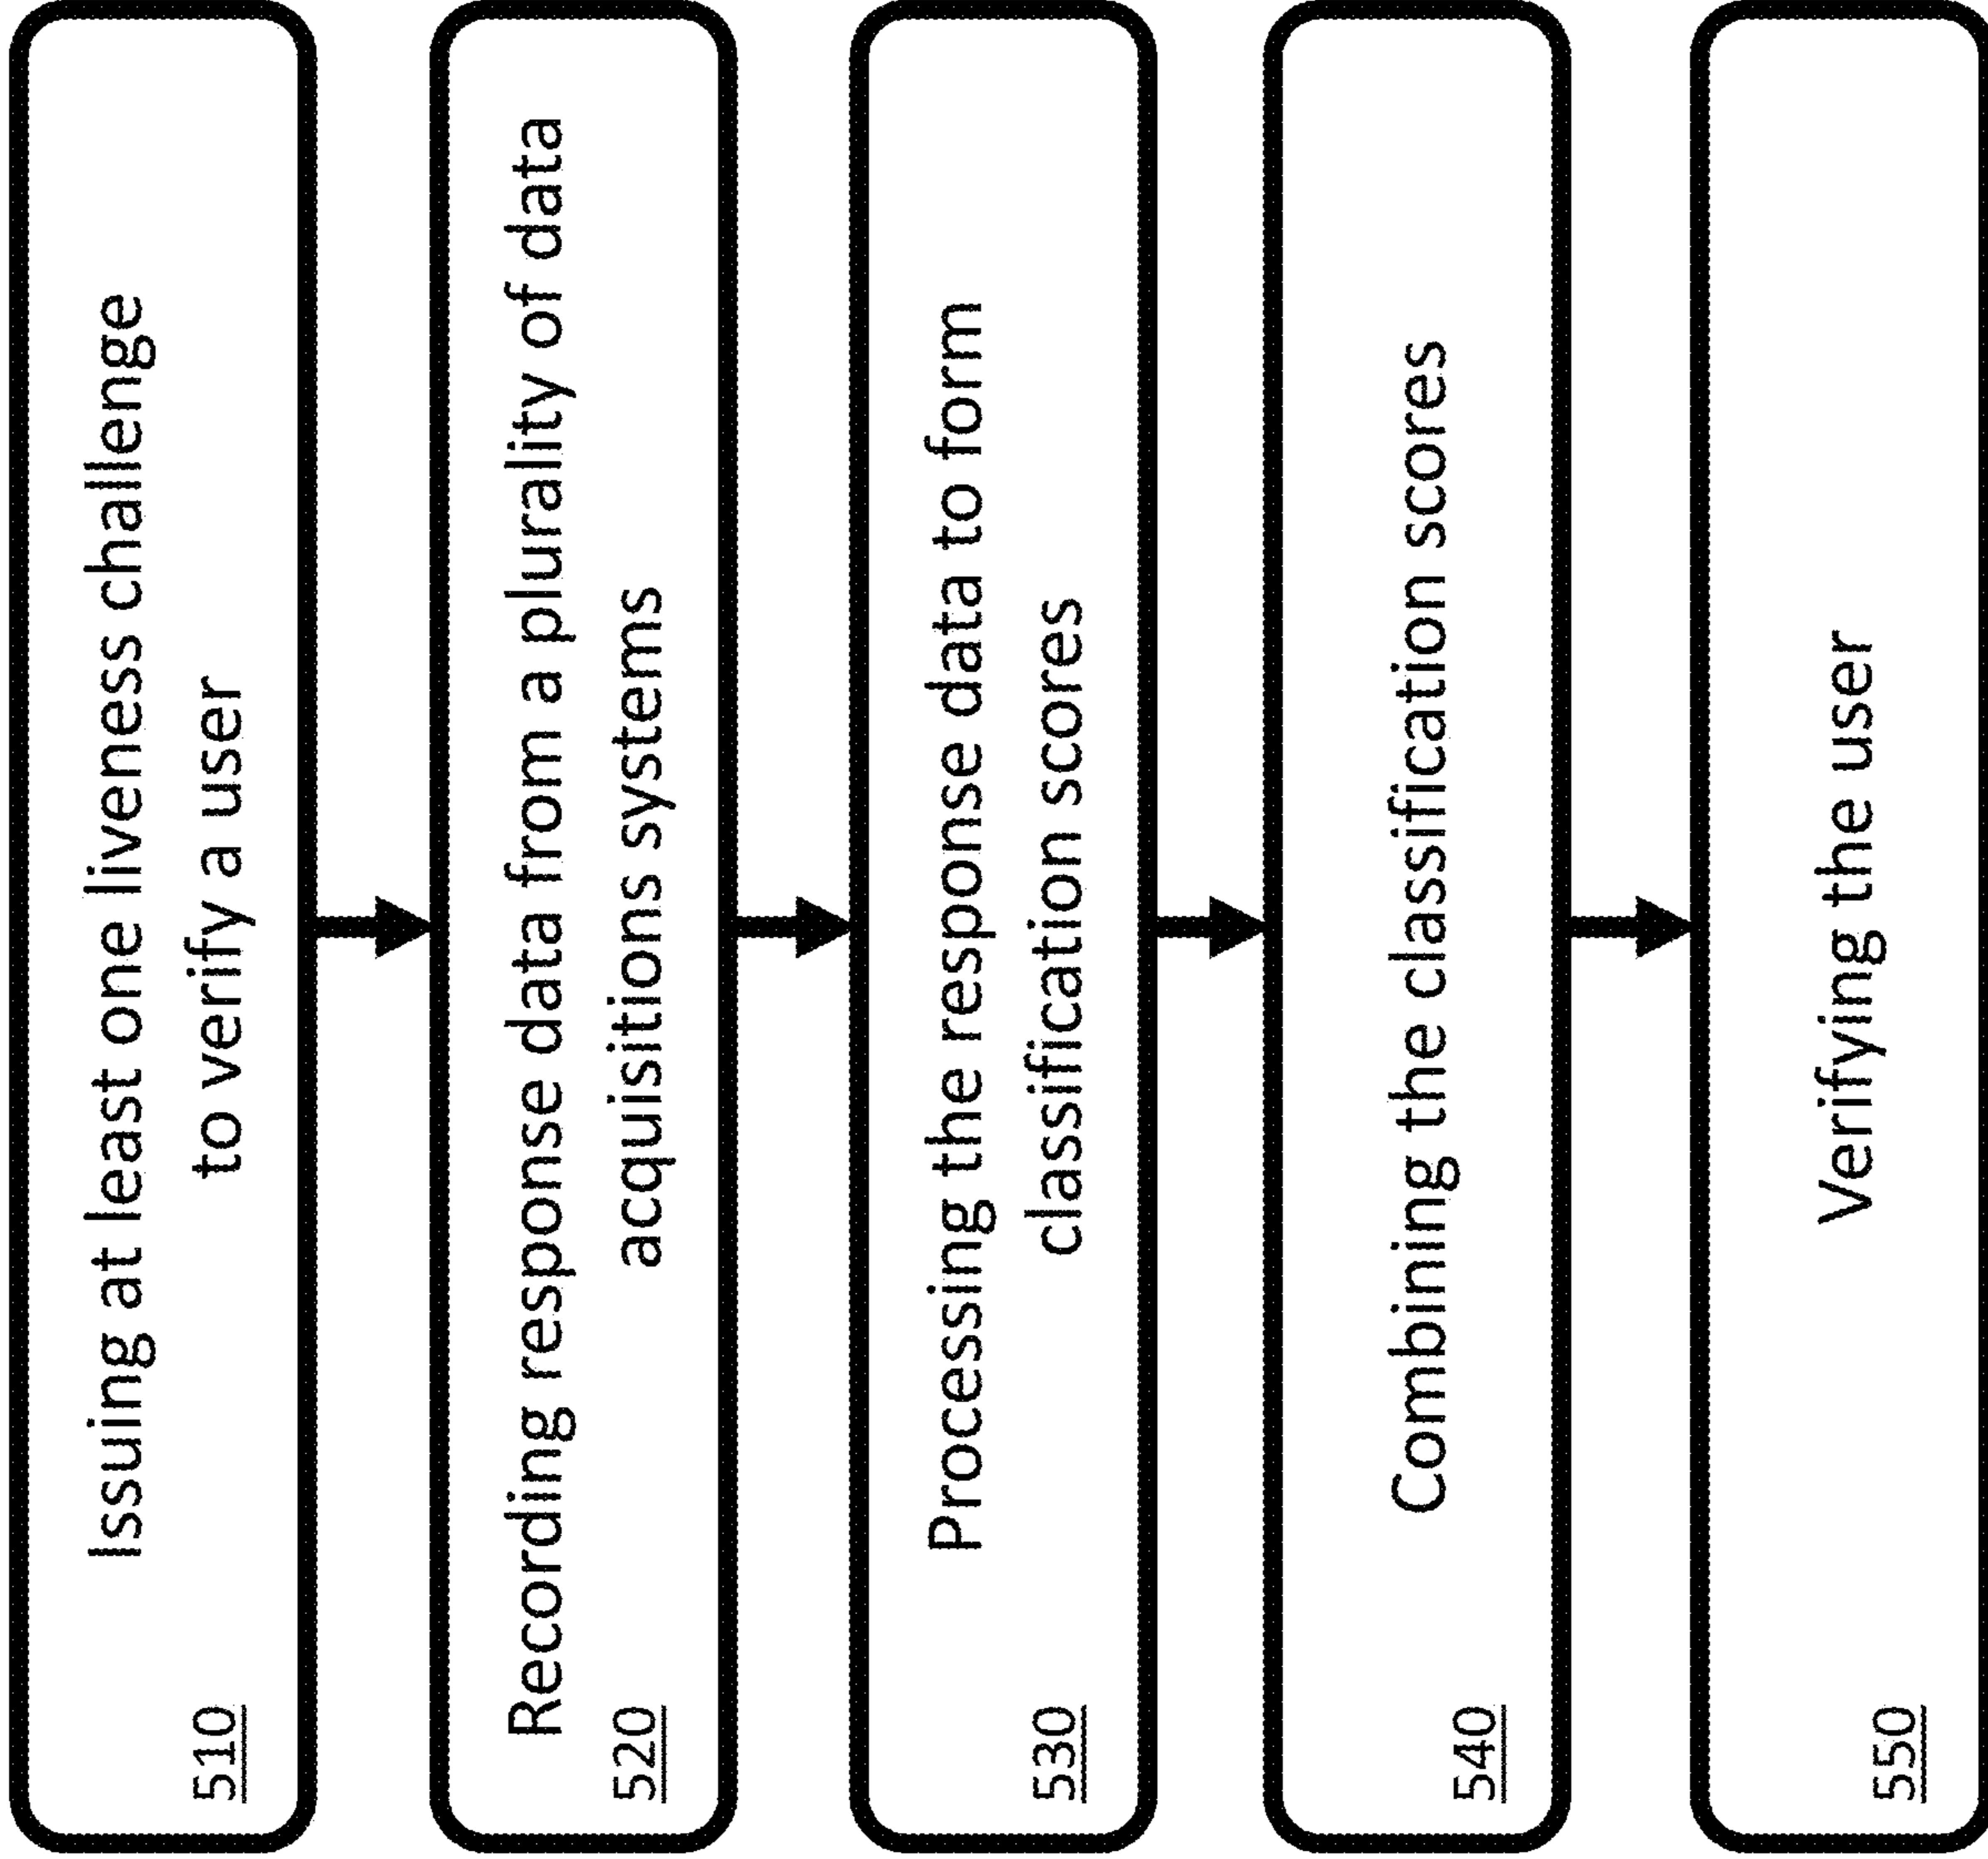 Issuing at least one liveness challenge
to verify a user
510
Recording response data from a plurality of data
acquisitions systems
520
Processing the response data to form
classification scores
530
Combining the classification scores
540
Verifying the user
550